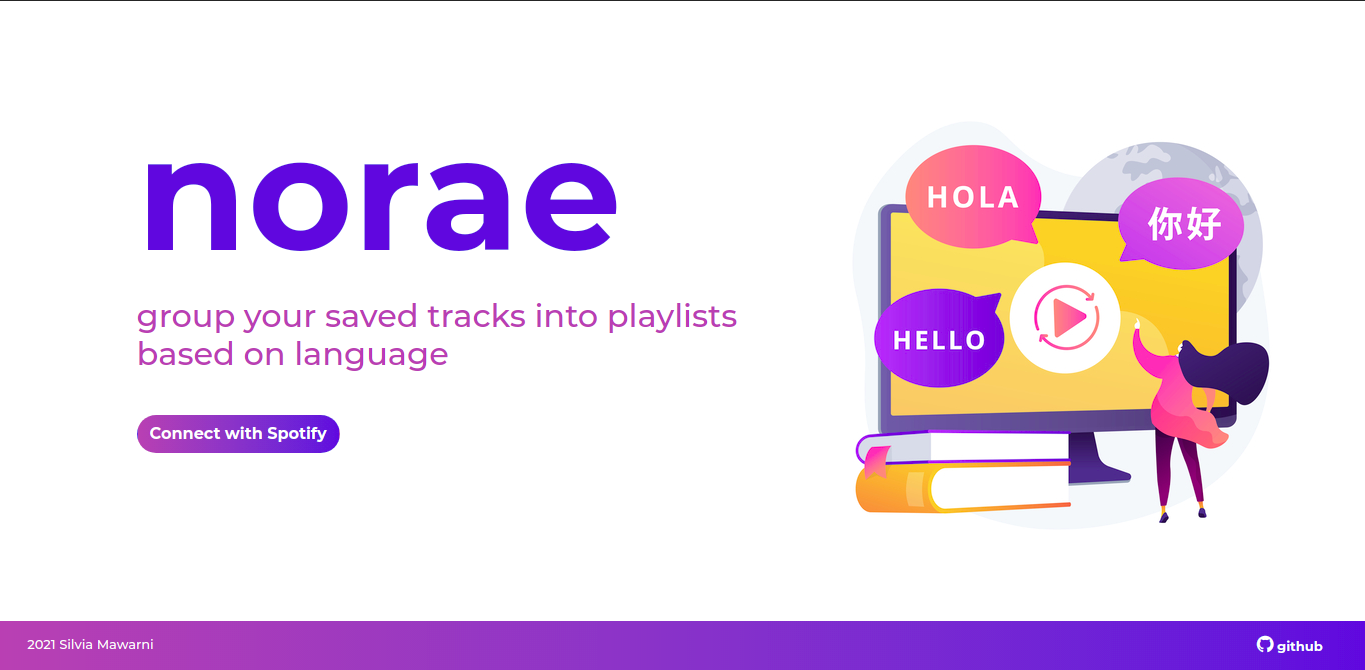 norae
group your saved tracks into playlists
based on language
Connect with Spotify
HOLA
你好
HELLO
2021 Silvia Mawarni
github